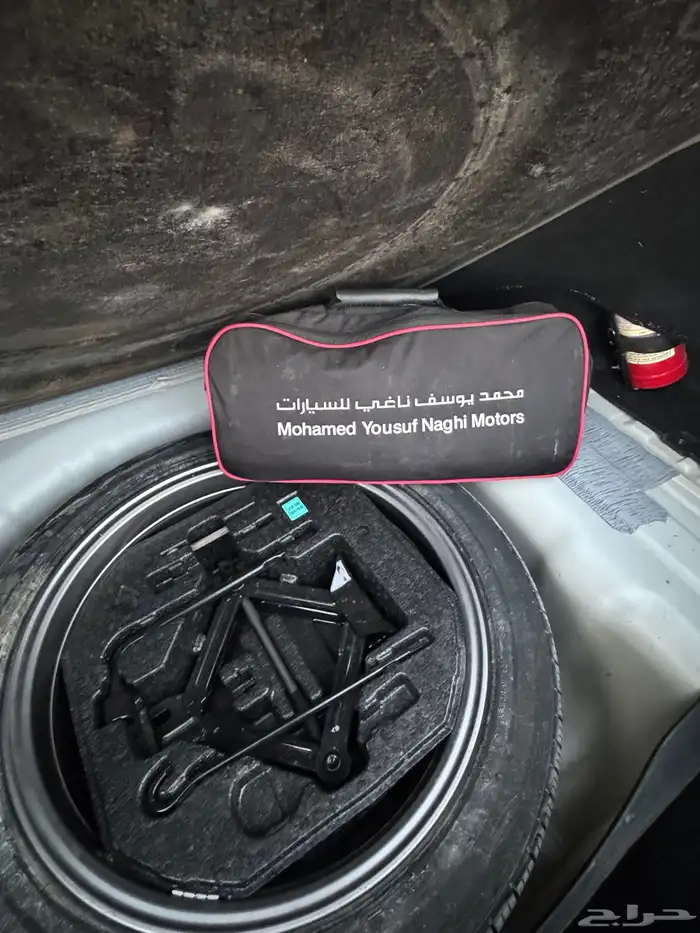 محمد يوسف ناغي للسيارات
Mohamed Yousuf Naghi Motors
حراج